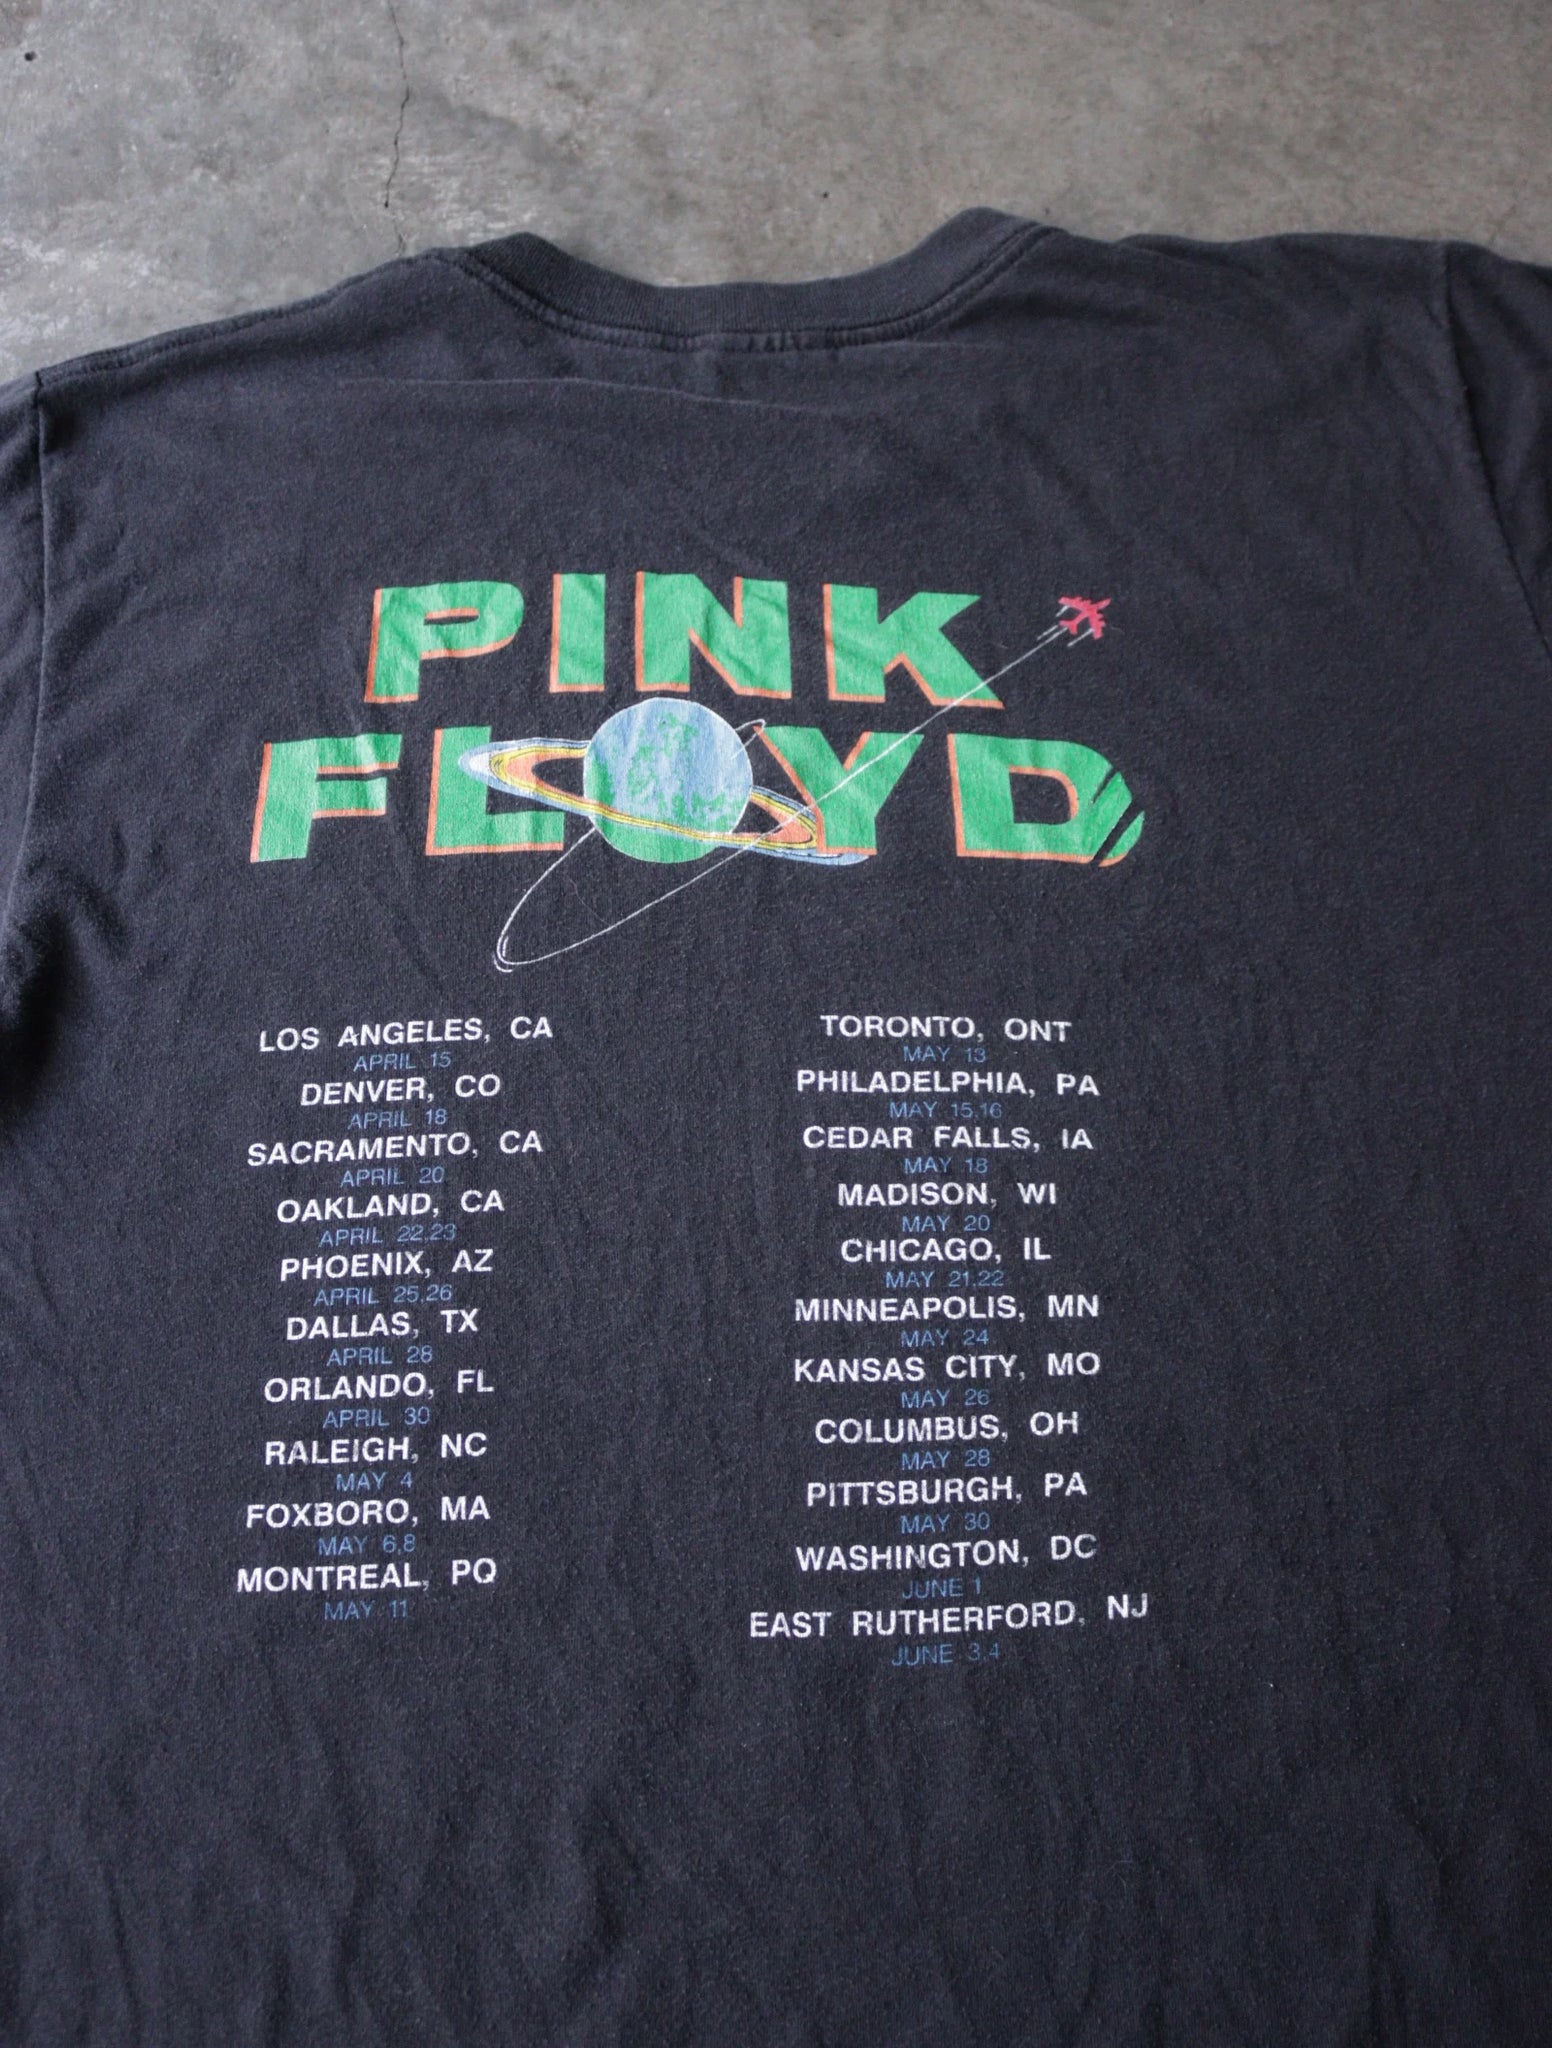 PINK
FLOYD
LOS ANGELES, CA
APRIL 15
DENVER, CO
APRIL 18
SACRAMENTO, CA
APRIL 20
OAKLAND, CA
APRIL 22,23
PHOENIX, AZ
APRIL 25,26
DALLAS, TX
APRIL 28
ORLANDO, FL
APRIL 30
RALEIGH, NC
MAY 4
FOXBORO, MA
MAY 6,8
MONTREAL, PQ
MAY 11
TORONTO, ONT
MAY 13
PHILADELPHIA, PA
MAY 15,16
CEDAR FALLS, IA
MAY 18
MADISON, WI
MAY 20
CHICAGO, IL
MAY 21,22
MINNEAPOLIS, MN
MAY 24
KANSAS CITY, MO
MAY 26
COLUMBUS, OH
MAY 28
PITTSBURGH, PA
MAY 30
WASHINGTON, DC
JUNE 1
EAST RUTHERFORD, NJ
JUNE 3,4